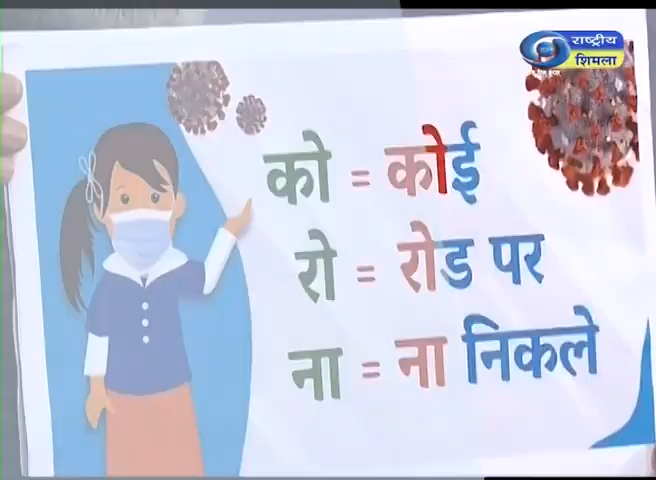 राष्ट्रीय
शिमला
को = कोई
रो = रोड पर
ना = ना निकले